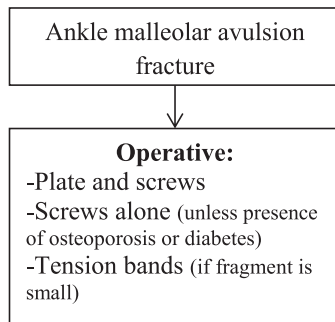 Ankle malleolar avulsion
fracture
Operative:
-Plate and screws
-Screws alone (unless presence
of osteoporosis or diabetes)
-Tension bands (if fragment is
small)